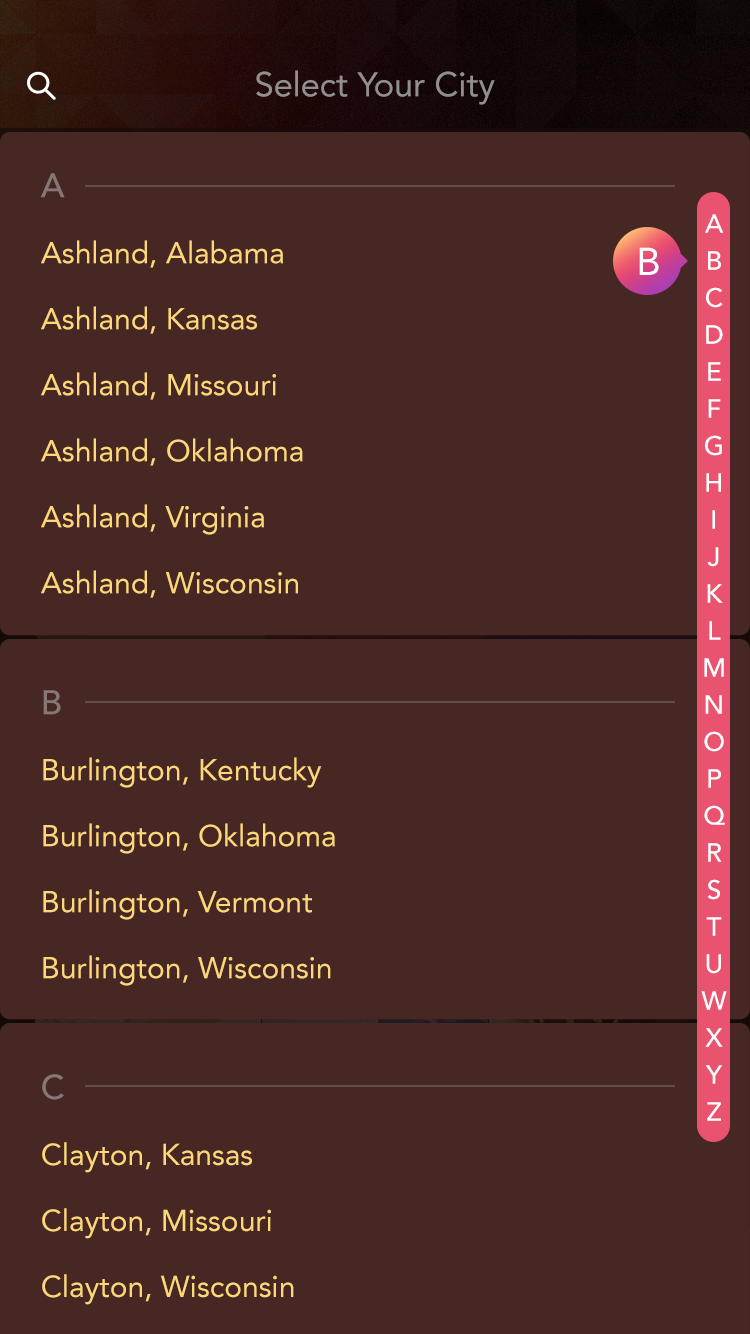 Select Your City
A
Ashland, Alabama
Ashland, Kansas
Ashland, Missouri
Ashland, Oklahoma
Ashland, Virginia
Ashland, Wisconsin
B
Burlington, Kentucky
Burlington, Oklahoma
Burlington, Vermont
Burlington, Wisconsin
C
Clayton, Kansas
Clayton, Missouri
Clayton, Wisconsin
B
A
B
C
D
E
F
G
H
I
J
K
L
M
N
O
P
Q
R
S
T
U
W
X
Y
Z